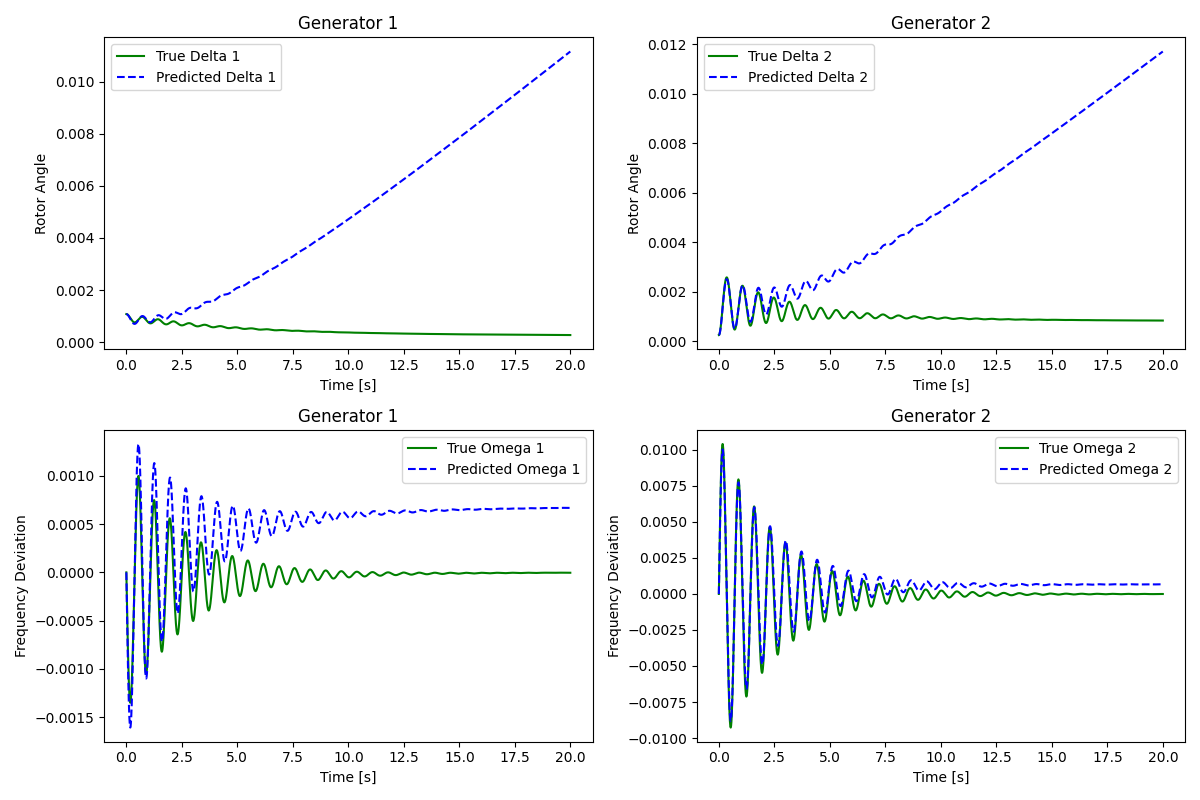 Generator 1
True Delta 1
Predicted Delta 1
Rotor Angle
0.010
0.008
0.006
0.004
0.002
0.000
0.0 2.5 5.0 7.5 10.0 12.5 15.0 17.5 20.0
Time [s]
Generator 2
True Delta 2
Predicted Delta 2
Rotor Angle
0.012
0.010
0.008
0.006
0.004
0.002
0.000
0.0 2.5 5.0 7.5 10.0 12.5 15.0 17.5 20.0
Time [s]
Generator 1
True Omega 1
Predicted Omega 1
Frequency Deviation
0.0010
0.0005
0.0000
−0.0005
−0.0010
−0.0015
0.0 2.5 5.0 7.5 10.0 12.5 15.0 17.5 20.0
Time [s]
Generator 2
True Omega 2
Predicted Omega 2
Frequency Deviation
0.0100
0.0075
0.0050
0.0025
0.0000
−0.0025
−0.0050
−0.0075
−0.0100
0.0 2.5 5.0 7.5 10.0 12.5 15.0 17.5 20.0
Time [s]